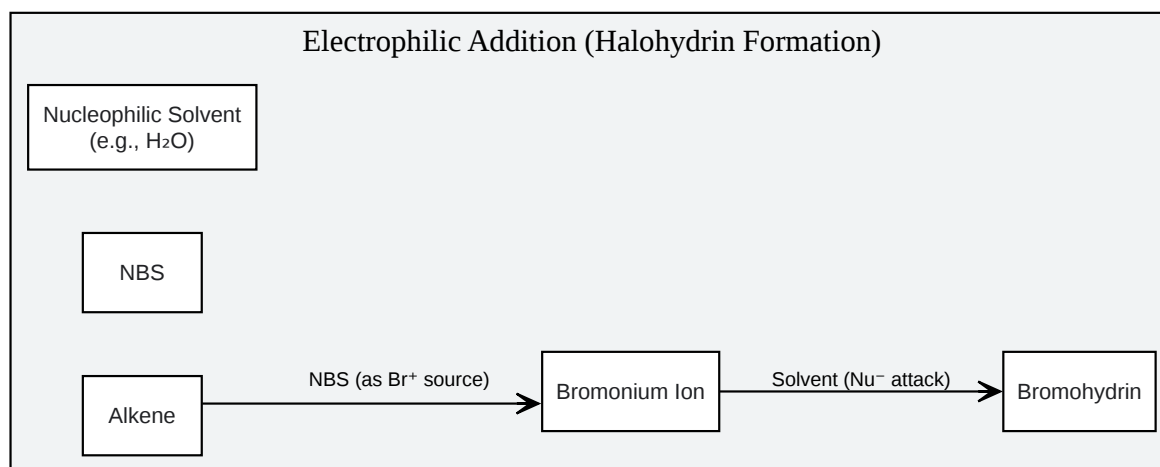 Electrophilic Addition (Halohydrin Formation)
Nucleophilic Solvent
(e.g., H₂O)
NBS
Alkene
NBS (as Br⁺ source)
Bromonium Ion
Solvent (Nu⁻ attack)
Bromohydrin